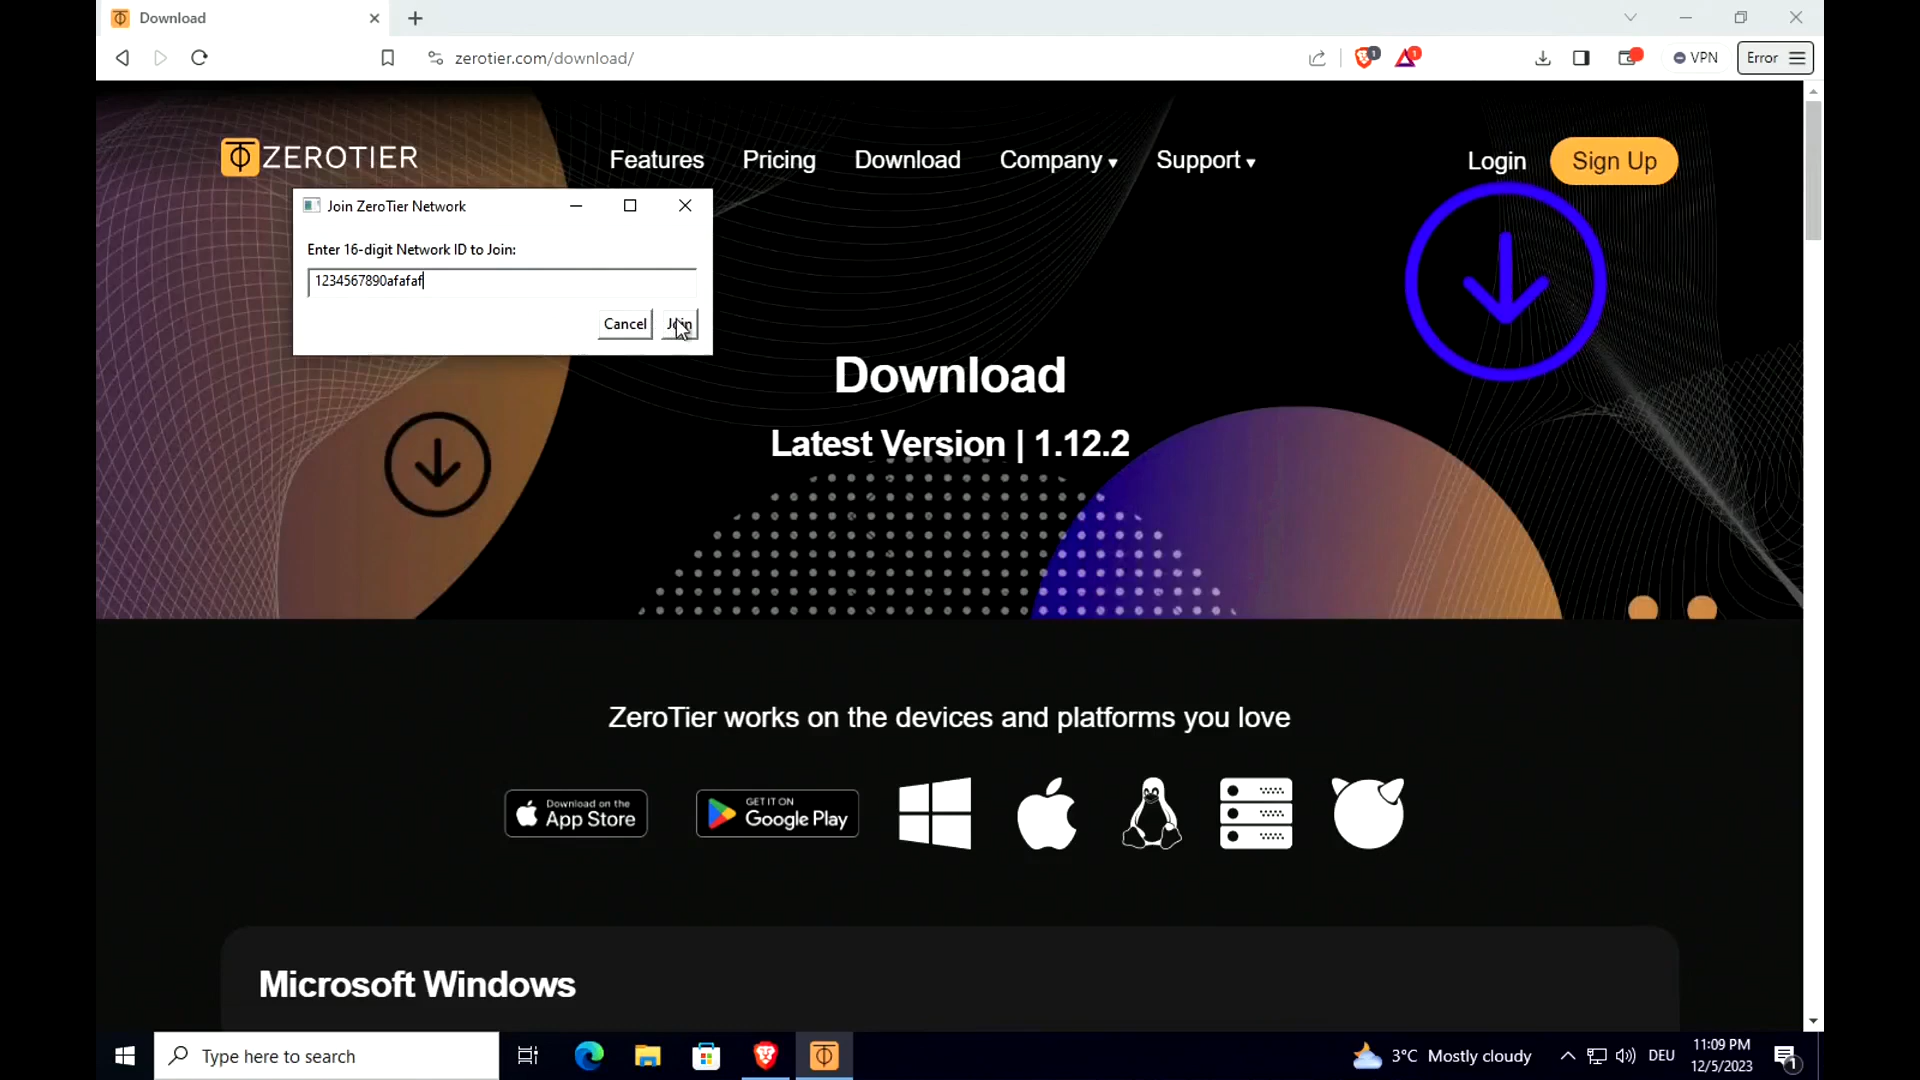 Download
zerotier.com/download/
1
1
VPN
Error
ZEROTIER
Features
Pricing
Download
Company ▾
Support ▾
Login
Sign Up
Join ZeroTier Network
Enter 16-digit Network ID to Join:
1234567890afafaf
Cancel
Join
Download
Latest Version | 1.12.2
ZeroTier works on the devices and platforms you love
Download on the
App Store
GET IT ON
Google Play
Microsoft Windows
Type here to search
3°C Mostly cloudy
DEU
11:09 PM
12/5/2023
1